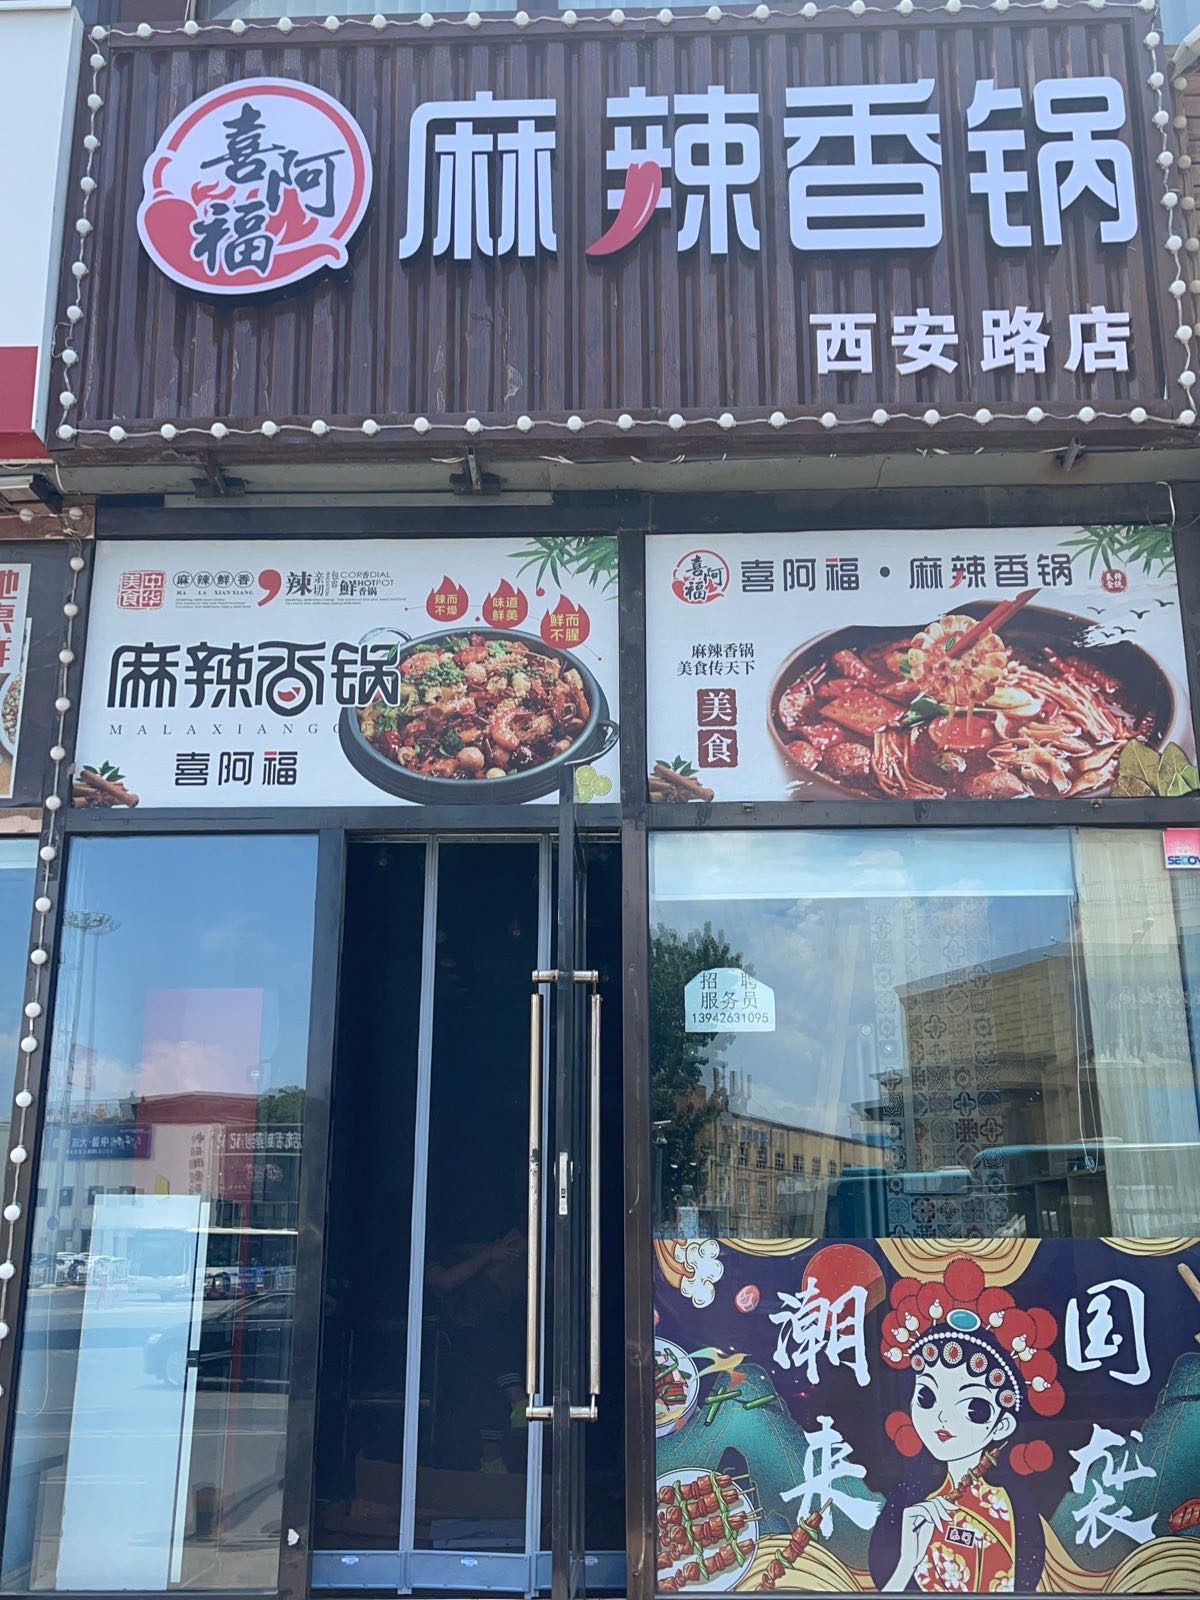 喜阿福
麻辣香锅
西安路店
中华美食
麻辣鲜香
MA LA XIAN XIANG
辣
亲切
鲜
香锅
CORDIAL
HOTPOT
辣而不燥
味道鲜美
鲜而不腥
麻辣香锅
MALAXIANG
喜阿福
喜阿福
喜阿福·麻辣香锅
麻辣香锅
美食传天下
美食
招 聘
服务员
13942631095
国潮
来袭